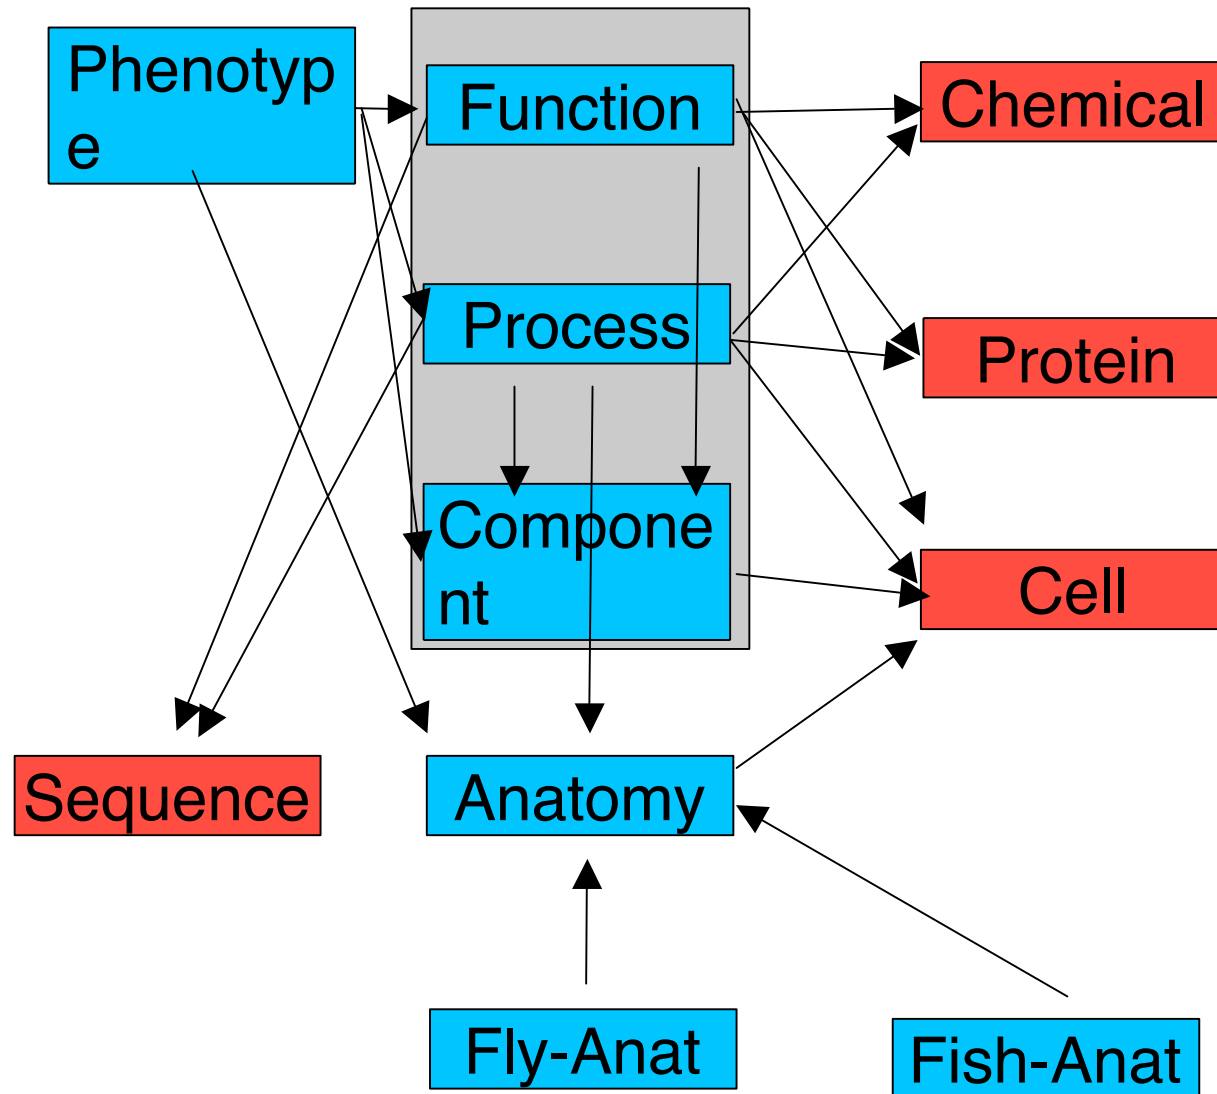 Phenotyp
e
Function
Chemical
Process
Protein
Compone
nt
Cell
Sequence
Anatomy
Fly-Anat
Fish-Anat